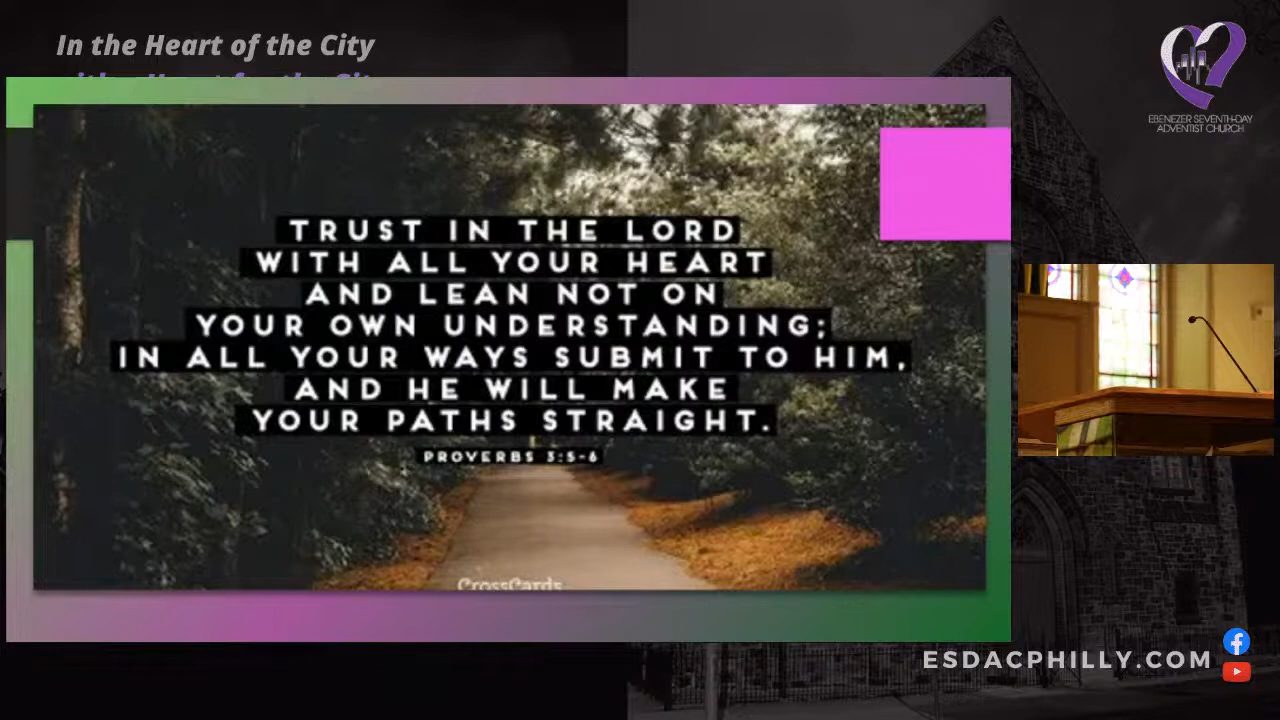 In the Heart of the City
EBENEZER SEVENTH-DAY
ADVENTIST CHURCH
TRUST IN THE LORD
WITH ALL YOUR HEART
AND LEAN NOT ON
YOUR OWN UNDERSTANDING;
IN ALL YOUR WAYS SUBMIT TO HIM,
AND HE WILL MAKE
YOUR PATHS STRAIGHT.
PROVERBS 3:5-6
CrossCards
ESDACPHILLY.COM